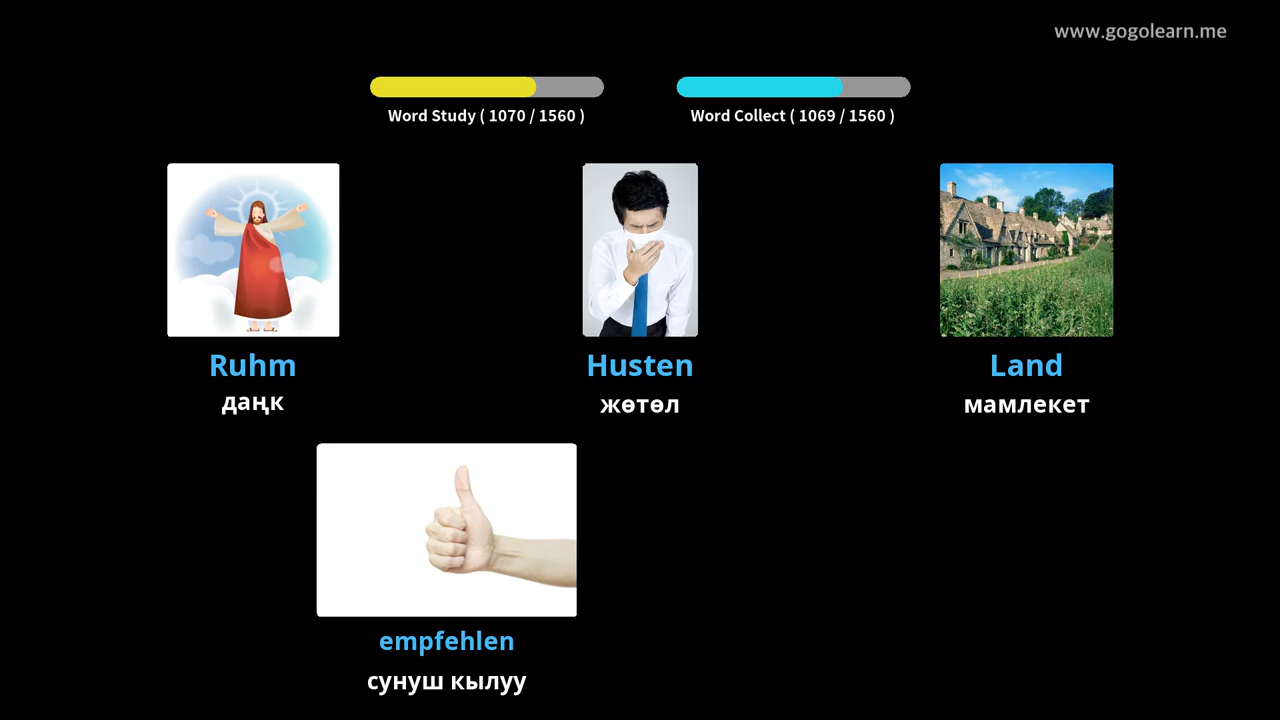 www.gogolearn.me
Word Study ( 1070 / 1560 )
Word Collect ( 1069 / 1560 )
Ruhm
даңк
Husten
жөтөл
Land
мамлекет
empfehlen
сунуш кылуу